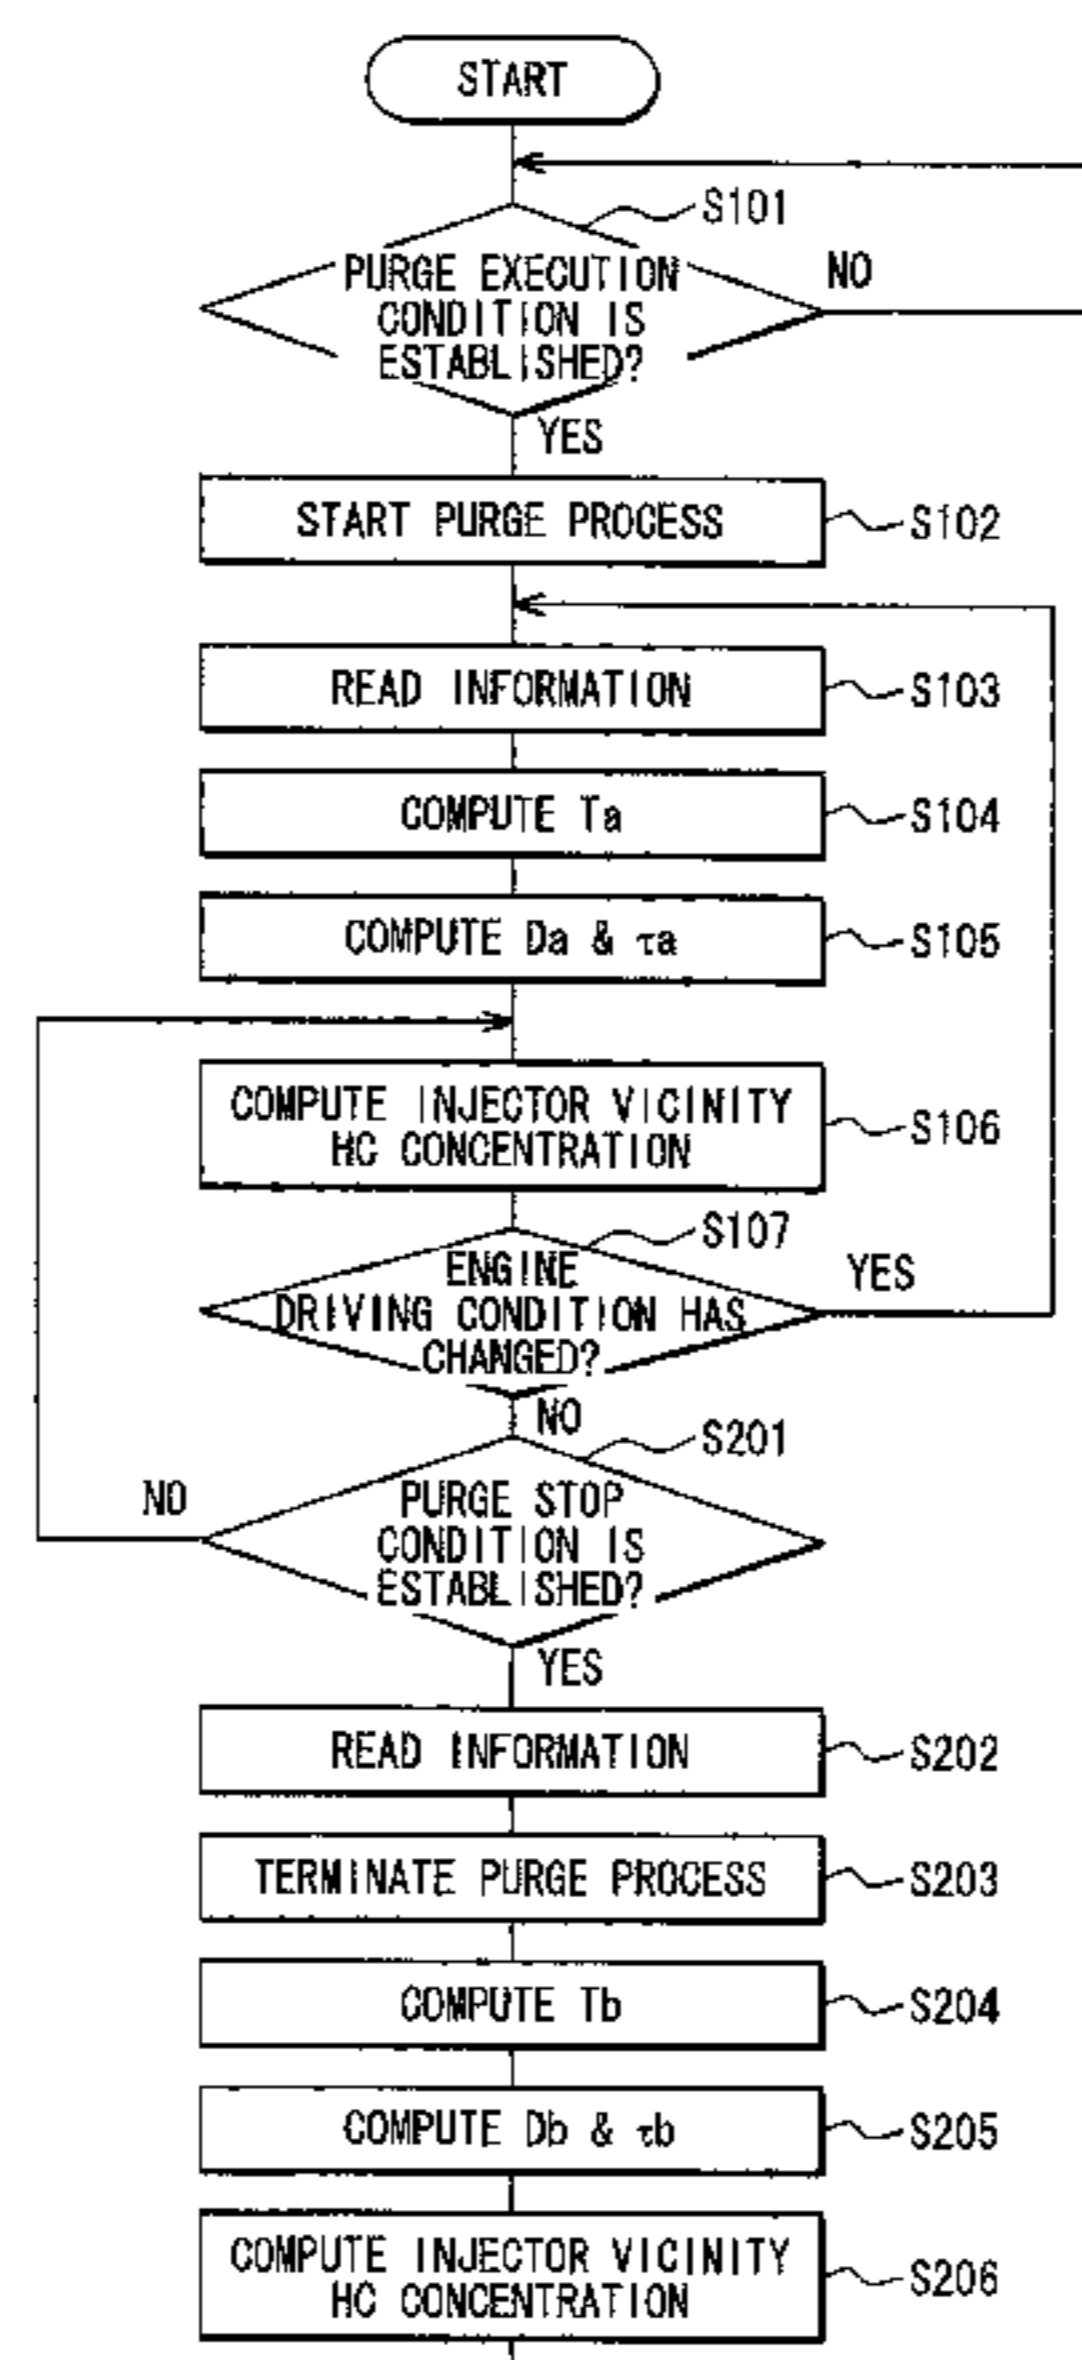 START
S101
PURGE EXECUTION
CONDITION IS
ESTABLISHED?
NO
YES
START PURGE PROCESS
S102
READ INFORMATION
S103
COMPUTE Ta
S104
COMPUTE Da & τa
S105
COMPUTE INJECTOR VICINITY
HC CONCENTRATION
S106
S107
ENGINE
DRIVING CONDITION HAS
CHANGED?
YES
NO
S201
PURGE STOP
CONDITION IS
ESTABLISHED?
NO
YES
READ INFORMATION
S202
TERMINATE PURGE PROCESS
S203
COMPUTE Tb
S204
COMPUTE Db & τb
S205
COMPUTE INJECTOR VICINITY
HC CONCENTRATION
S206